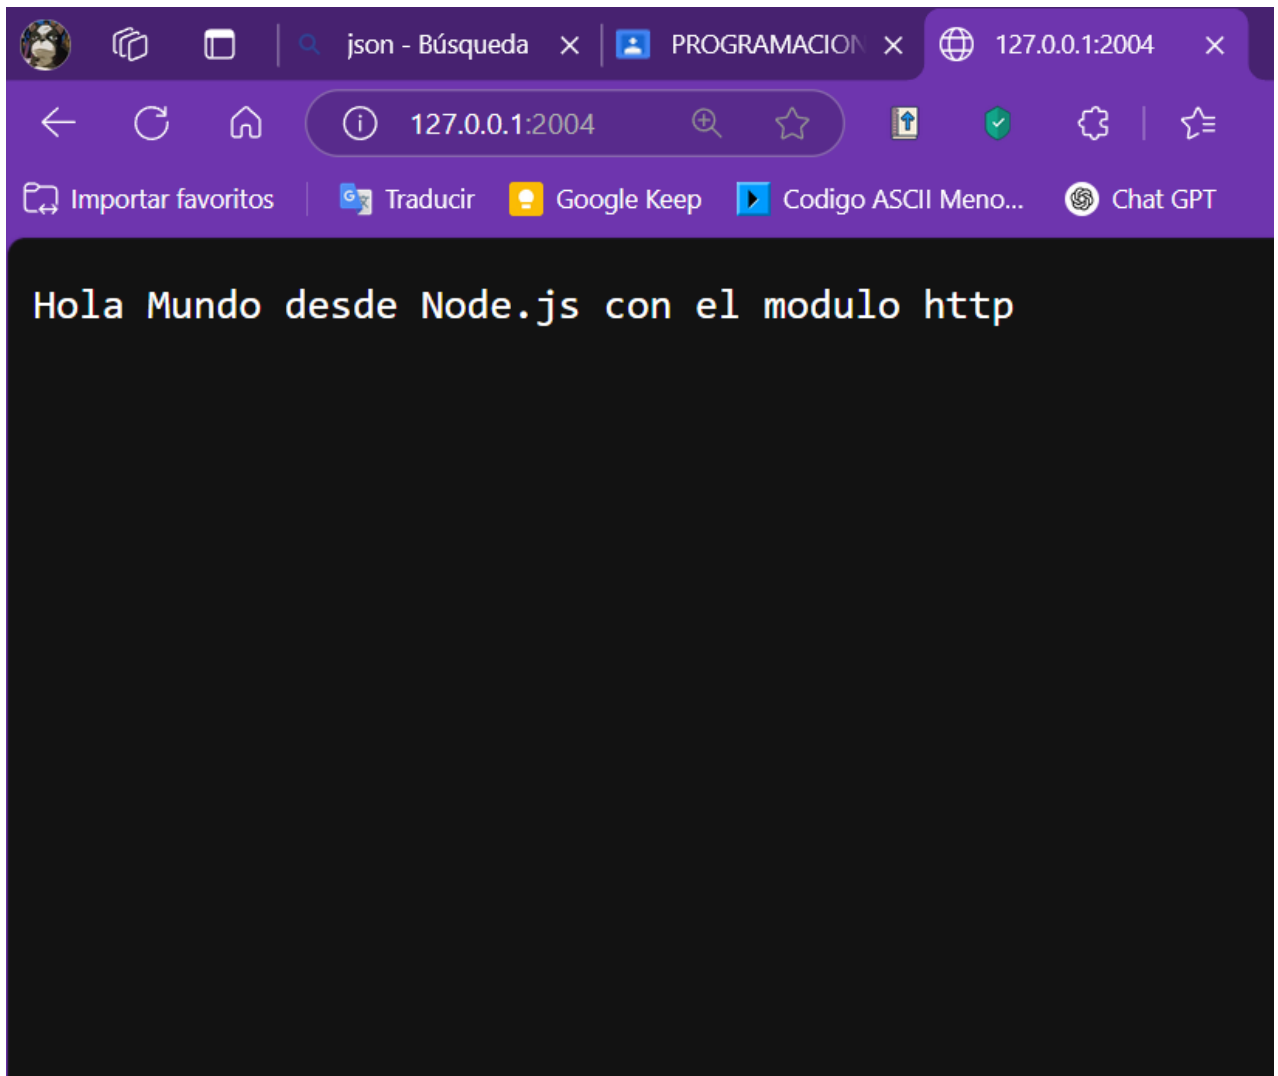 json - Búsqueda
PROGRAMACION
127.0.0.1:2004
127.0.0.1:2004
Importar favoritos
Traducir
Google Keep
Codigo ASCII Meno...
Chat GPT
Hola Mundo desde Node.js con el modulo http